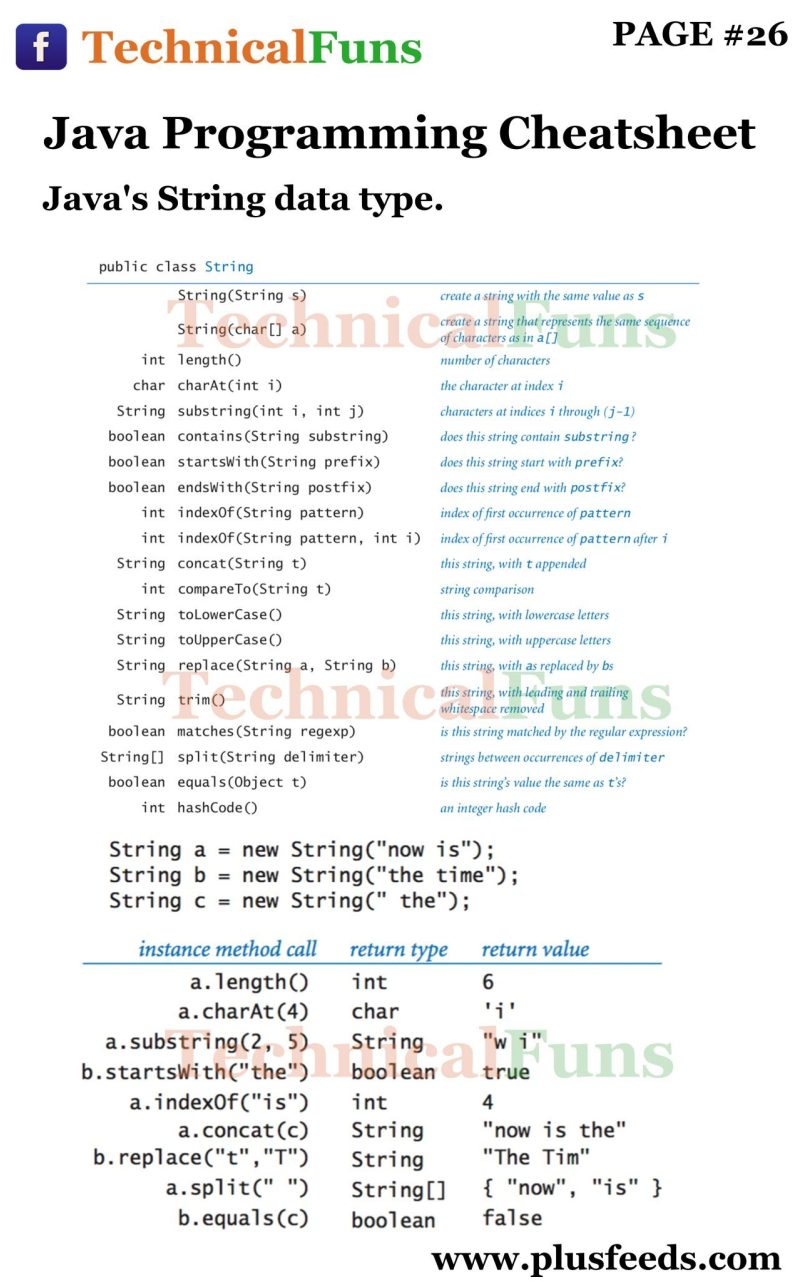 f TechnicalFuns PAGE #26
Java Programming Cheatsheet
Java's String data type.
public class String
String(String s) create a string with the same value as s
String(char[] a) create a string that represents the same sequence
of characters as in a[]
int length() number of characters
char charAt(int i) the character at index i
String substring(int i, int j) characters at indices i through (j-1)
boolean contains(String substring) does this string contain substring?
boolean startsWith(String prefix) does this string start with prefix?
boolean endsWith(String postfix) does this string end with postfix?
int indexOf(String pattern) index of first occurrence of pattern
int indexOf(String pattern, int i) index of first occurrence of pattern after i
String concat(String t) this string, with t appended
int compareTo(String t) string comparison
String toLowerCase() this string, with lowercase letters
String toUpperCase() this string, with uppercase letters
String replace(String a, String b) this string, with as replaced by bs
String trim() this string, with leading and trailing
whitespace removed
boolean matches(String regexp) is this string matched by the regular expression?
String[] split(String delimiter) strings between occurrences of delimiter
boolean equals(Object t) is this string's value the same as t's?
int hashCode() an integer hash code
TechnicalFuns
TechnicalFuns
String a = new String("now is");
String b = new String("the time");
String c = new String(" the");
instance method call return type return value
a.length() int 6
a.charAt(4) char 'i'
a.substring(2, 5) String "w i"
b.startsWith("the") boolean true
a.indexOf("is") int 4
a.concat(c) String "now is the"
b.replace("t","T") String "The Tim"
a.split(" ") String[] { "now", "is" }
b.equals(c) boolean false
TechnicalFuns
www.plusfeeds.com